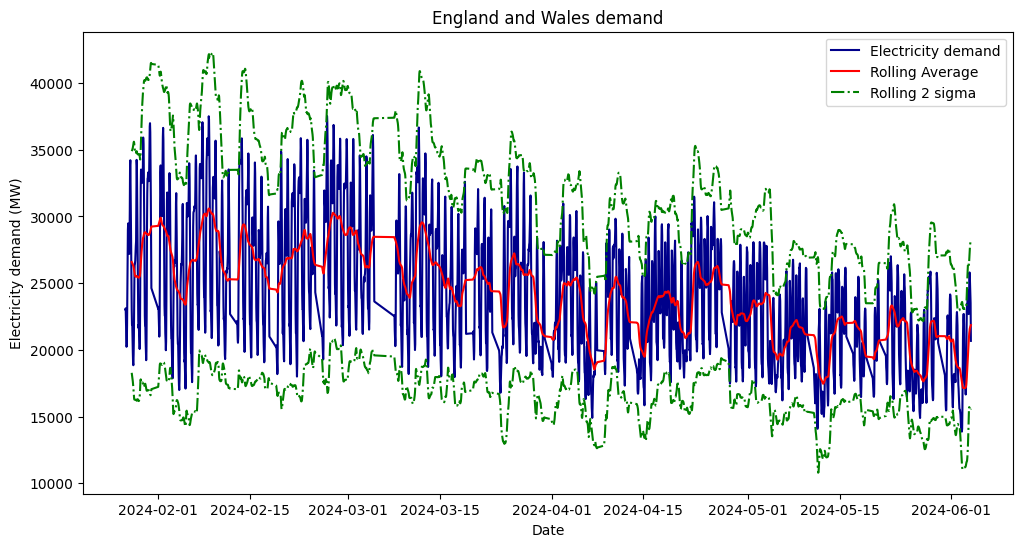 England and Wales demand
Electricity demand
Rolling Average
Rolling 2 sigma
Electricity demand (MW)
40000
35000
30000
25000
20000
15000
10000
2024-02-01 2024-02-15 2024-03-01 2024-03-15 2024-04-01 2024-04-15 2024-05-01 2024-05-15 2024-06-01
Date